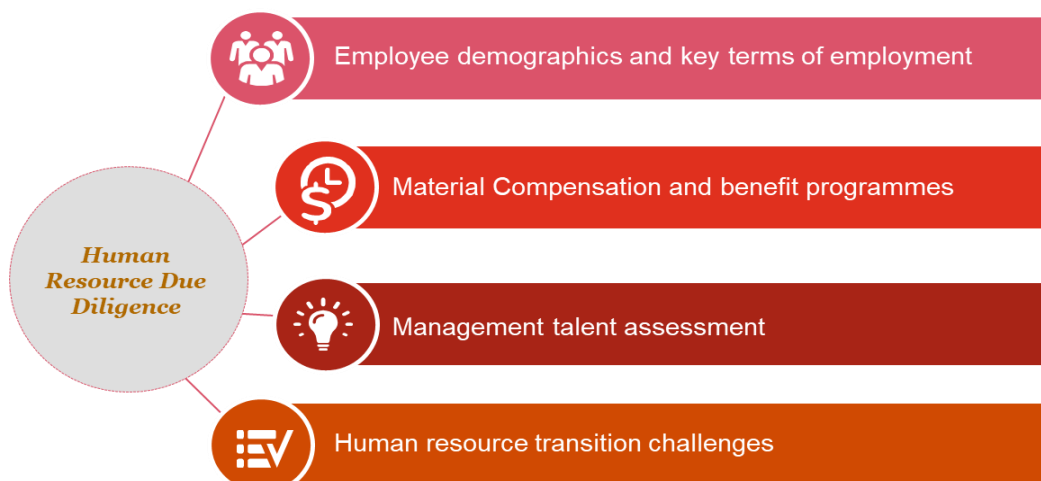 Employee demographics and key terms of employment
Material Compensation and benefit programmes
Human
Resource Due
Diligence
Management talent assessment
Human resource transition challenges